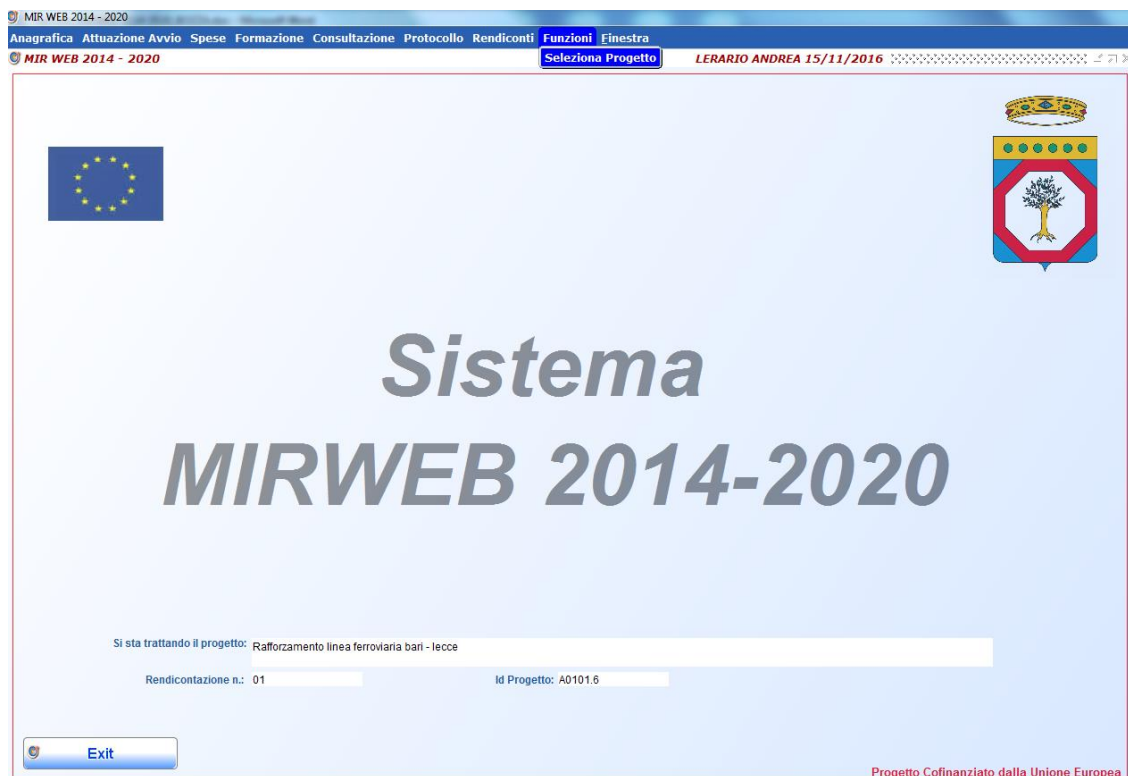 MIR WEB 2014 - 2020
Anagrafica Attuazione Avvio Spese Formazione Consultazione Protocollo Rendiconti Funzioni Finestra
MIR WEB 2014 - 2020 Seleziona Progetto LERARIO ANDREA 15/11/2016
Sistema
MIRWEB 2014-2020
Si sta trattando il progetto: Rafforzamento linea ferroviaria bari - lecce
Rendicontazione n.: 01 Id Progetto: A0101.6
Exit
Progetto Cofinanziato dalla Unione Europea